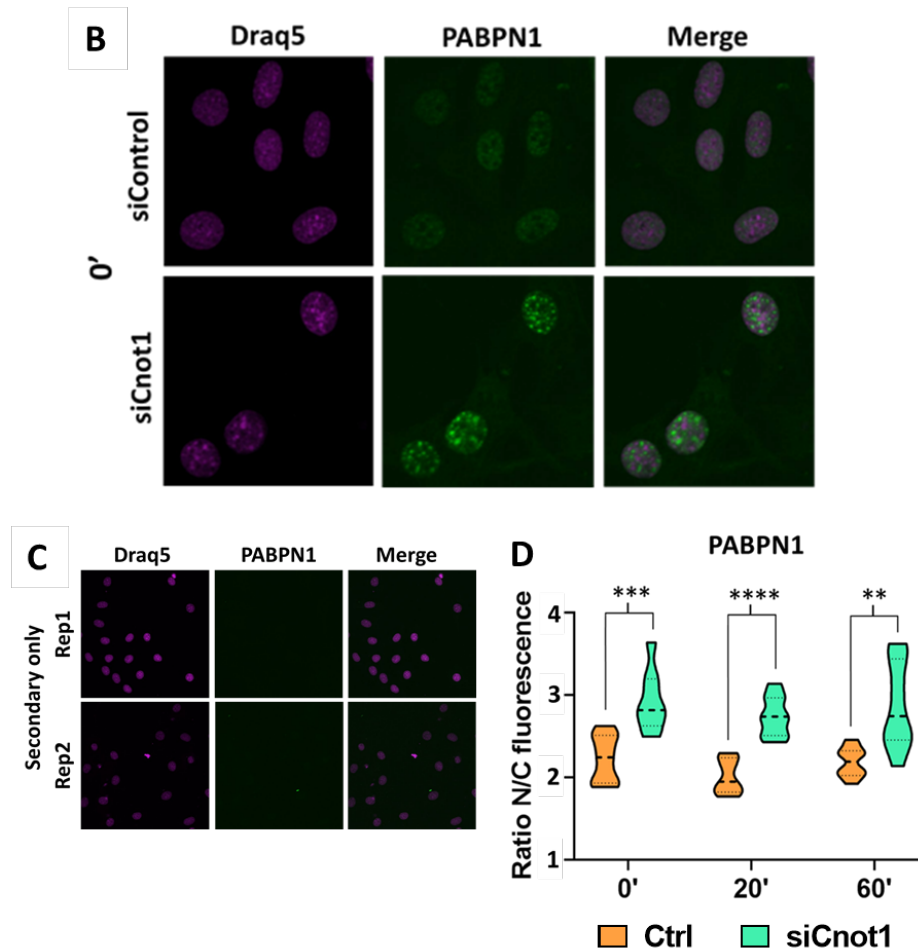 B
Draq5 PABPN1 Merge
0'
siControl
siCnot1
C
Draq5 PABPN1 Merge
Secondary only
Rep1
Rep2
D
PABPN1
*** **** **
Ratio N/C fluorescence
4
3
2
1
0' 20' 60'
Ctrl siCnot1